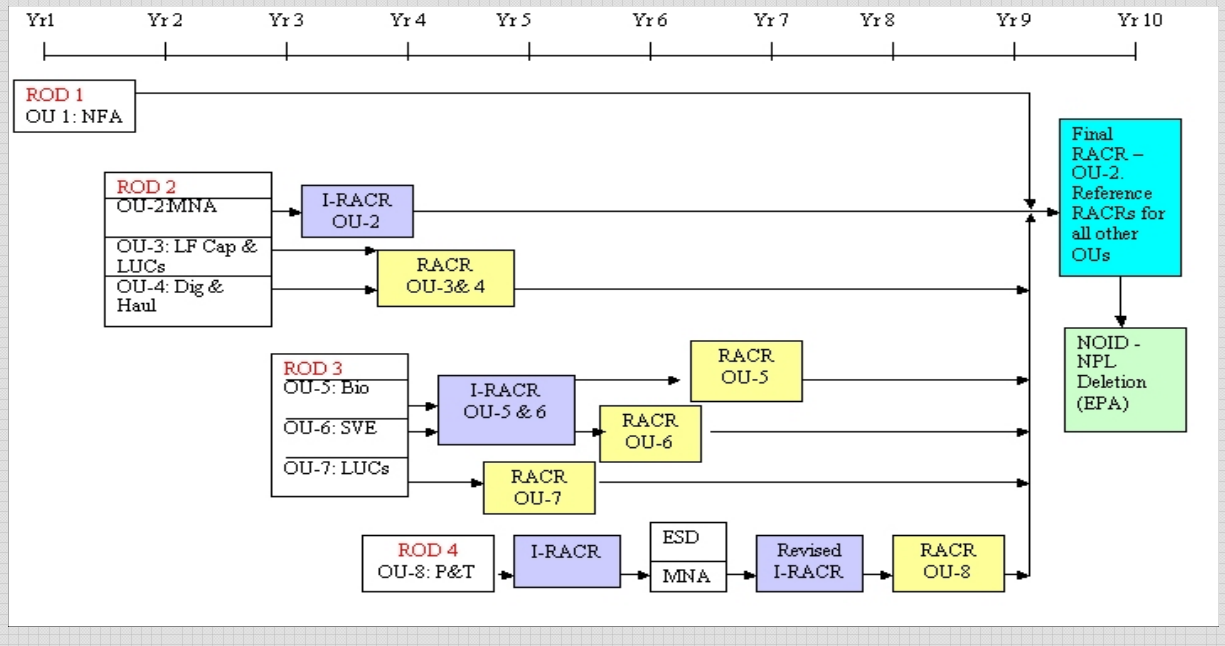 Yr1 Yr 2 Yr 3 Yr 4 Yr 5 Yr 6 Yr 7 Yr 8 Yr 9 Yr 10
ROD 1
OU 1: NFA
Final
RACR –
OU-2.
Reference
RACRs for
all other
OUs
ROD 2
OU-2:MNA
OU-3: LF Cap &
LUCs
OU-4: Dig &
Haul
I-RACR
OU-2
RACR
OU-3& 4
NOID -
NPL
Deletion
(EPA)
ROD 3
OU-5: Bio
OU-6: SVE
OU-7: LUCs
I-RACR
OU-5 & 6
RACR
OU-5
RACR
OU-6
RACR
OU-7
ROD 4
OU-8: P&T
I-RACR
ESD
MNA
Revised
I-RACR
RACR
OU-8